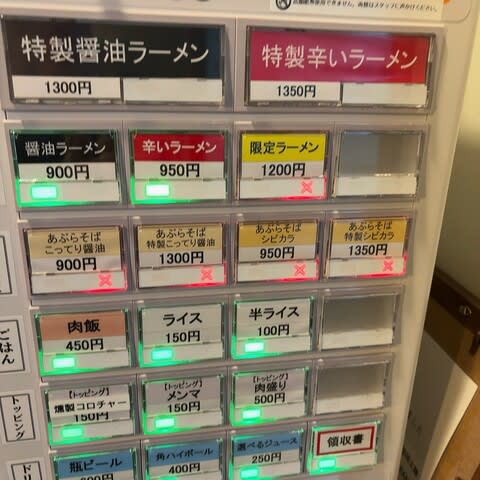 特製醤油ラーメン
1300円
特製辛いラーメン
1350円
醤油ラーメン
900円
辛いラーメン
950円
限定ラーメン
1200円
あぶらそば
こってり醤油
900円
あぶらそば
特製こってり醤油
1300円
あぶらそば
シビカラ
950円
あぶらそば
特製シビカラ
1350円
ごはん
肉飯
450円
ライス
150円
半ライス
100円
トッピング
【トッピング】
燻製コロチャー
150円
【トッピング】
メンマ
150円
【トッピング】
肉盛り
500円
ドリ
瓶ビール
角ハイボール
400円
選べるジュース
250円
領収書